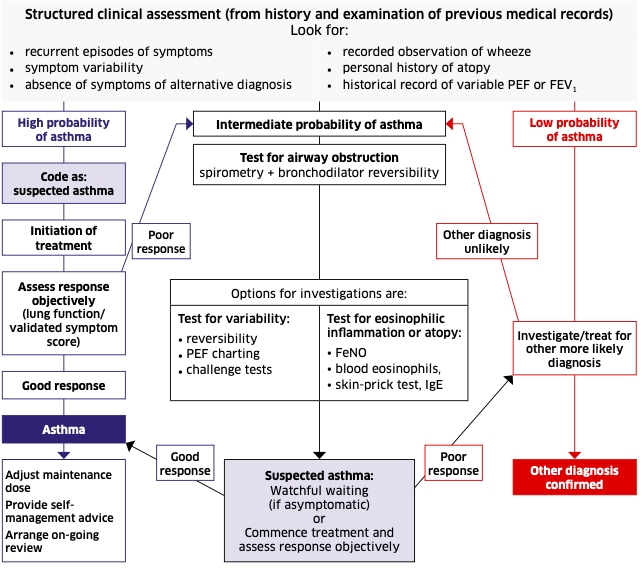 Structured clinical assessment (from history and examination of previous medical records)
Look for:
• recurrent episodes of symptoms
• symptom variability
• absence of symptoms of alternative diagnosis
• recorded observation of wheeze
• personal history of atopy
• historical record of variable PEF or FEV₁
High probability
of asthma
Intermediate probability of asthma
Low probability
of asthma
Code as:
suspected asthma
Test for airway obstruction
spirometry + bronchodilator reversibility
Initiation of
treatment
Poor
response
Other diagnosis
unlikely
Assess response
objectively
(lung function/
validated symptom
score)
Options for investigations are:
Test for variability:
• reversibility
• PEF charting
• challenge tests
Test for eosinophilic
inflammation or atopy:
• FeNO
• blood eosinophils,
• skin-prick test, IgE
Investigate/treat for
other more likely
diagnosis
Good response
Asthma
Good
response
Poor
response
Adjust maintenance
dose
Provide self-
management advice
Arrange on-going
review
Suspected asthma:
Watchful waiting
(if asymptomatic)
or
Commence treatment and
assess response objectively
Other diagnosis
confirmed